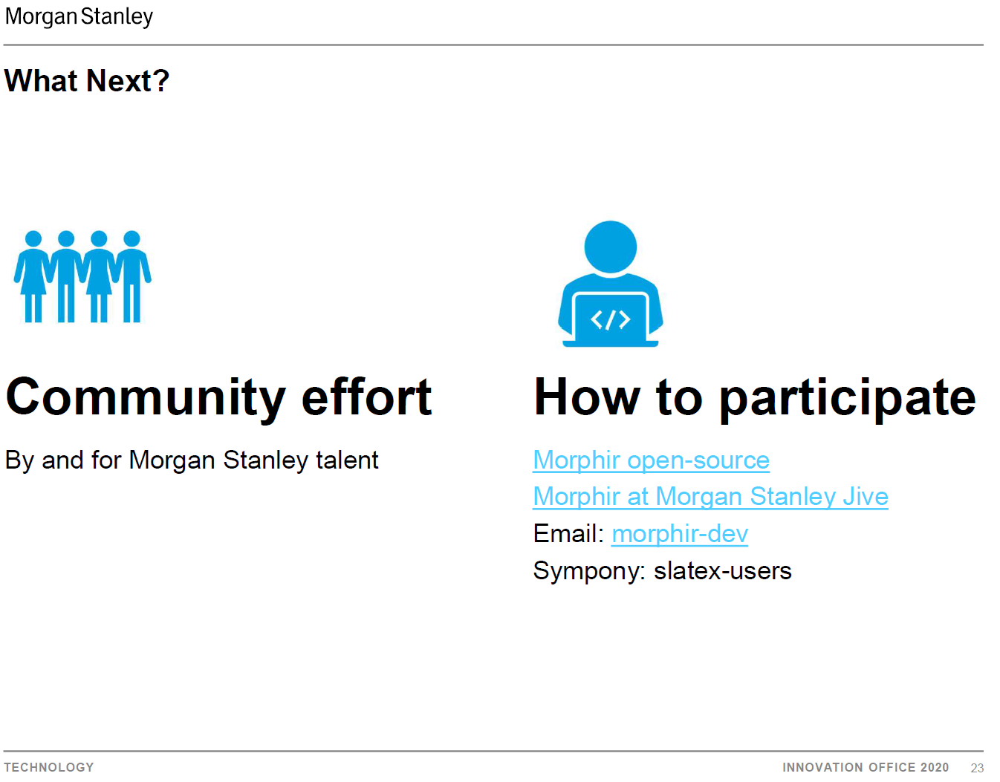 Morgan Stanley
What Next?
</>
Community effort
By and for Morgan Stanley talent
How to participate
Morphir open-source
Morphir at Morgan Stanley Jive
Email: morphir-dev
Sympony: slatex-users
TECHNOLOGY
INNOVATION OFFICE 2020 23